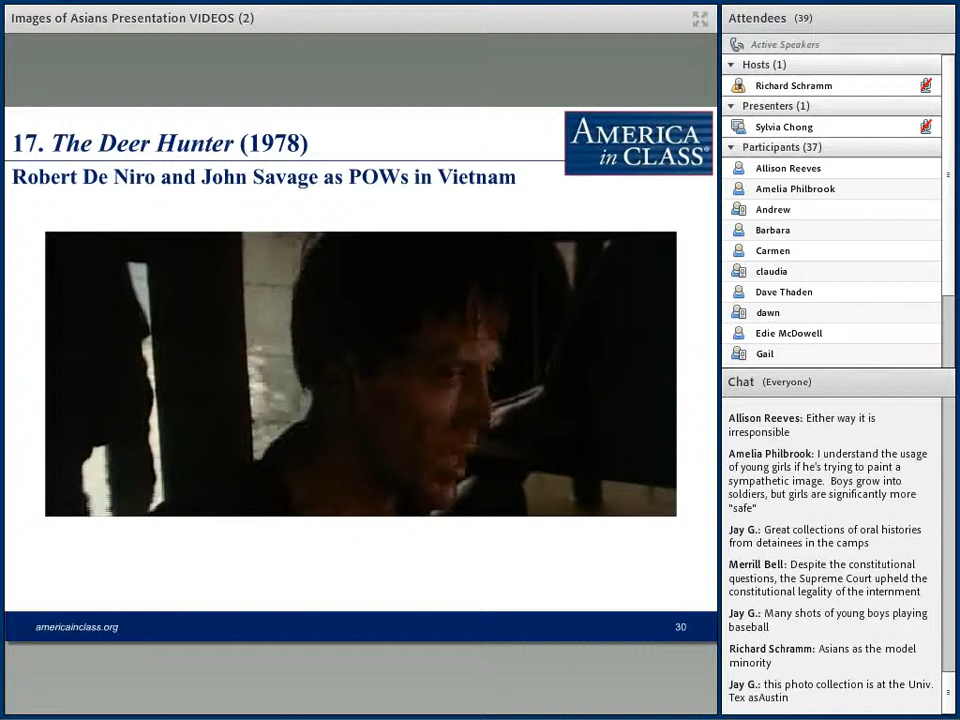 Images of Asians Presentation VIDEOS (2)
17. The Deer Hunter (1978)
AMERICA
in CLASS®
Robert De Niro and John Savage as POWs in Vietnam
americainclass.org
30
Attendees (39)
Active Speakers
Hosts (1)
Richard Schramm
Presenters (1)
Sylvia Chong
Participants (37)
Allison Reeves
Amelia Philbrook
Andrew
Barbara
Carmen
claudia
Dave Thaden
dawn
Edie McDowell
Gail
Chat (Everyone)
Allison Reeves: Either way it is
irresponsible
Amelia Philbrook: I understand the usage
of young girls if he's trying to paint a
sympathetic image. Boys grow into
soldiers, but girls are significantly more
"safe"
Jay G.: Great collections of oral histories
from detainees in the camps
Merrill Bell: Despite the constitutional
questions, the Supreme Court upheld the
constitutional legality of the internment
Jay G.: Many shots of young boys playing
baseball
Richard Schramm: Asians as the model
minority
Jay G.: this photo collection is at the Univ.
Tex asAustin